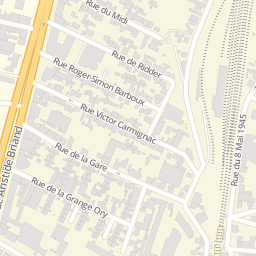 Rue du Midi
Rue de Ridder
Rue Roger-Simon Barboux
Rue Victor Carmignac
Rue de la Gare
Rue de la Grange Ory
Aristide Briand
Rue du 8 Mai 1945